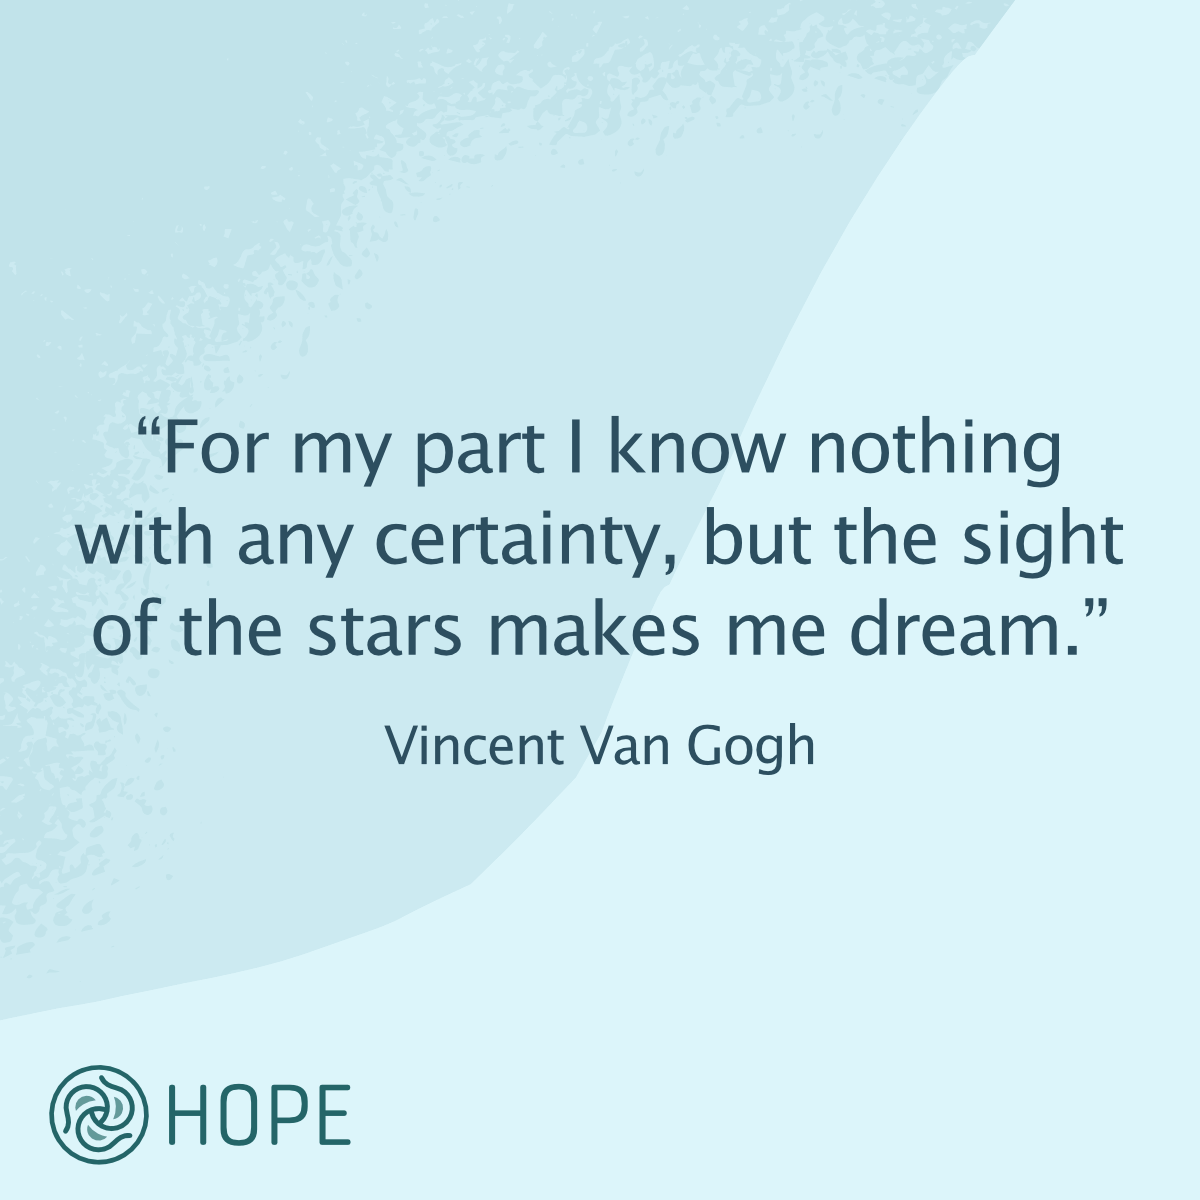 “For my part I know nothing
with any certainty, but the sight
of the stars makes me dream.”
Vincent Van Gogh
HOPE